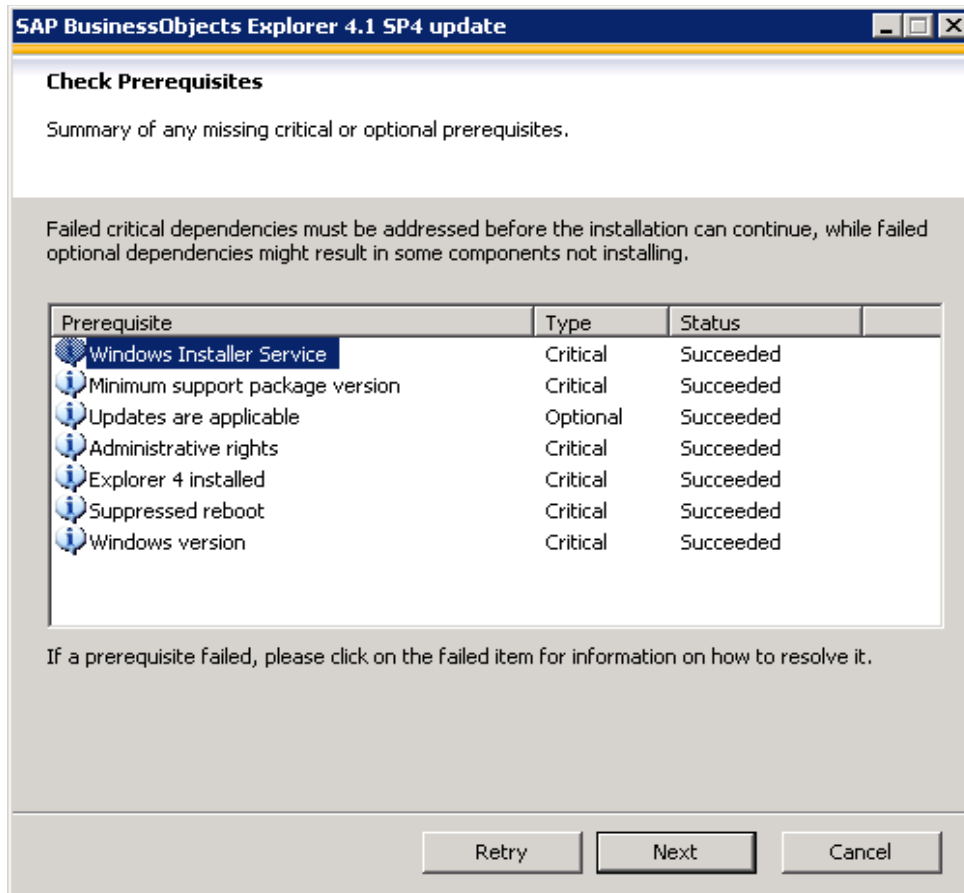 SAP BusinessObjects Explorer 4.1 SP4 update
Check Prerequisites
Summary of any missing critical or optional prerequisites.
Failed critical dependencies must be addressed before the installation can continue, while failed
optional dependencies might result in some components not installing.
Prerequisite Type Status
Windows Installer Service Critical Succeeded
Minimum support package version Critical Succeeded
Updates are applicable Optional Succeeded
Administrative rights Critical Succeeded
Explorer 4 installed Critical Succeeded
Suppressed reboot Critical Succeeded
Windows version Critical Succeeded
If a prerequisite failed, please click on the failed item for information on how to resolve it.
Retry Next Cancel